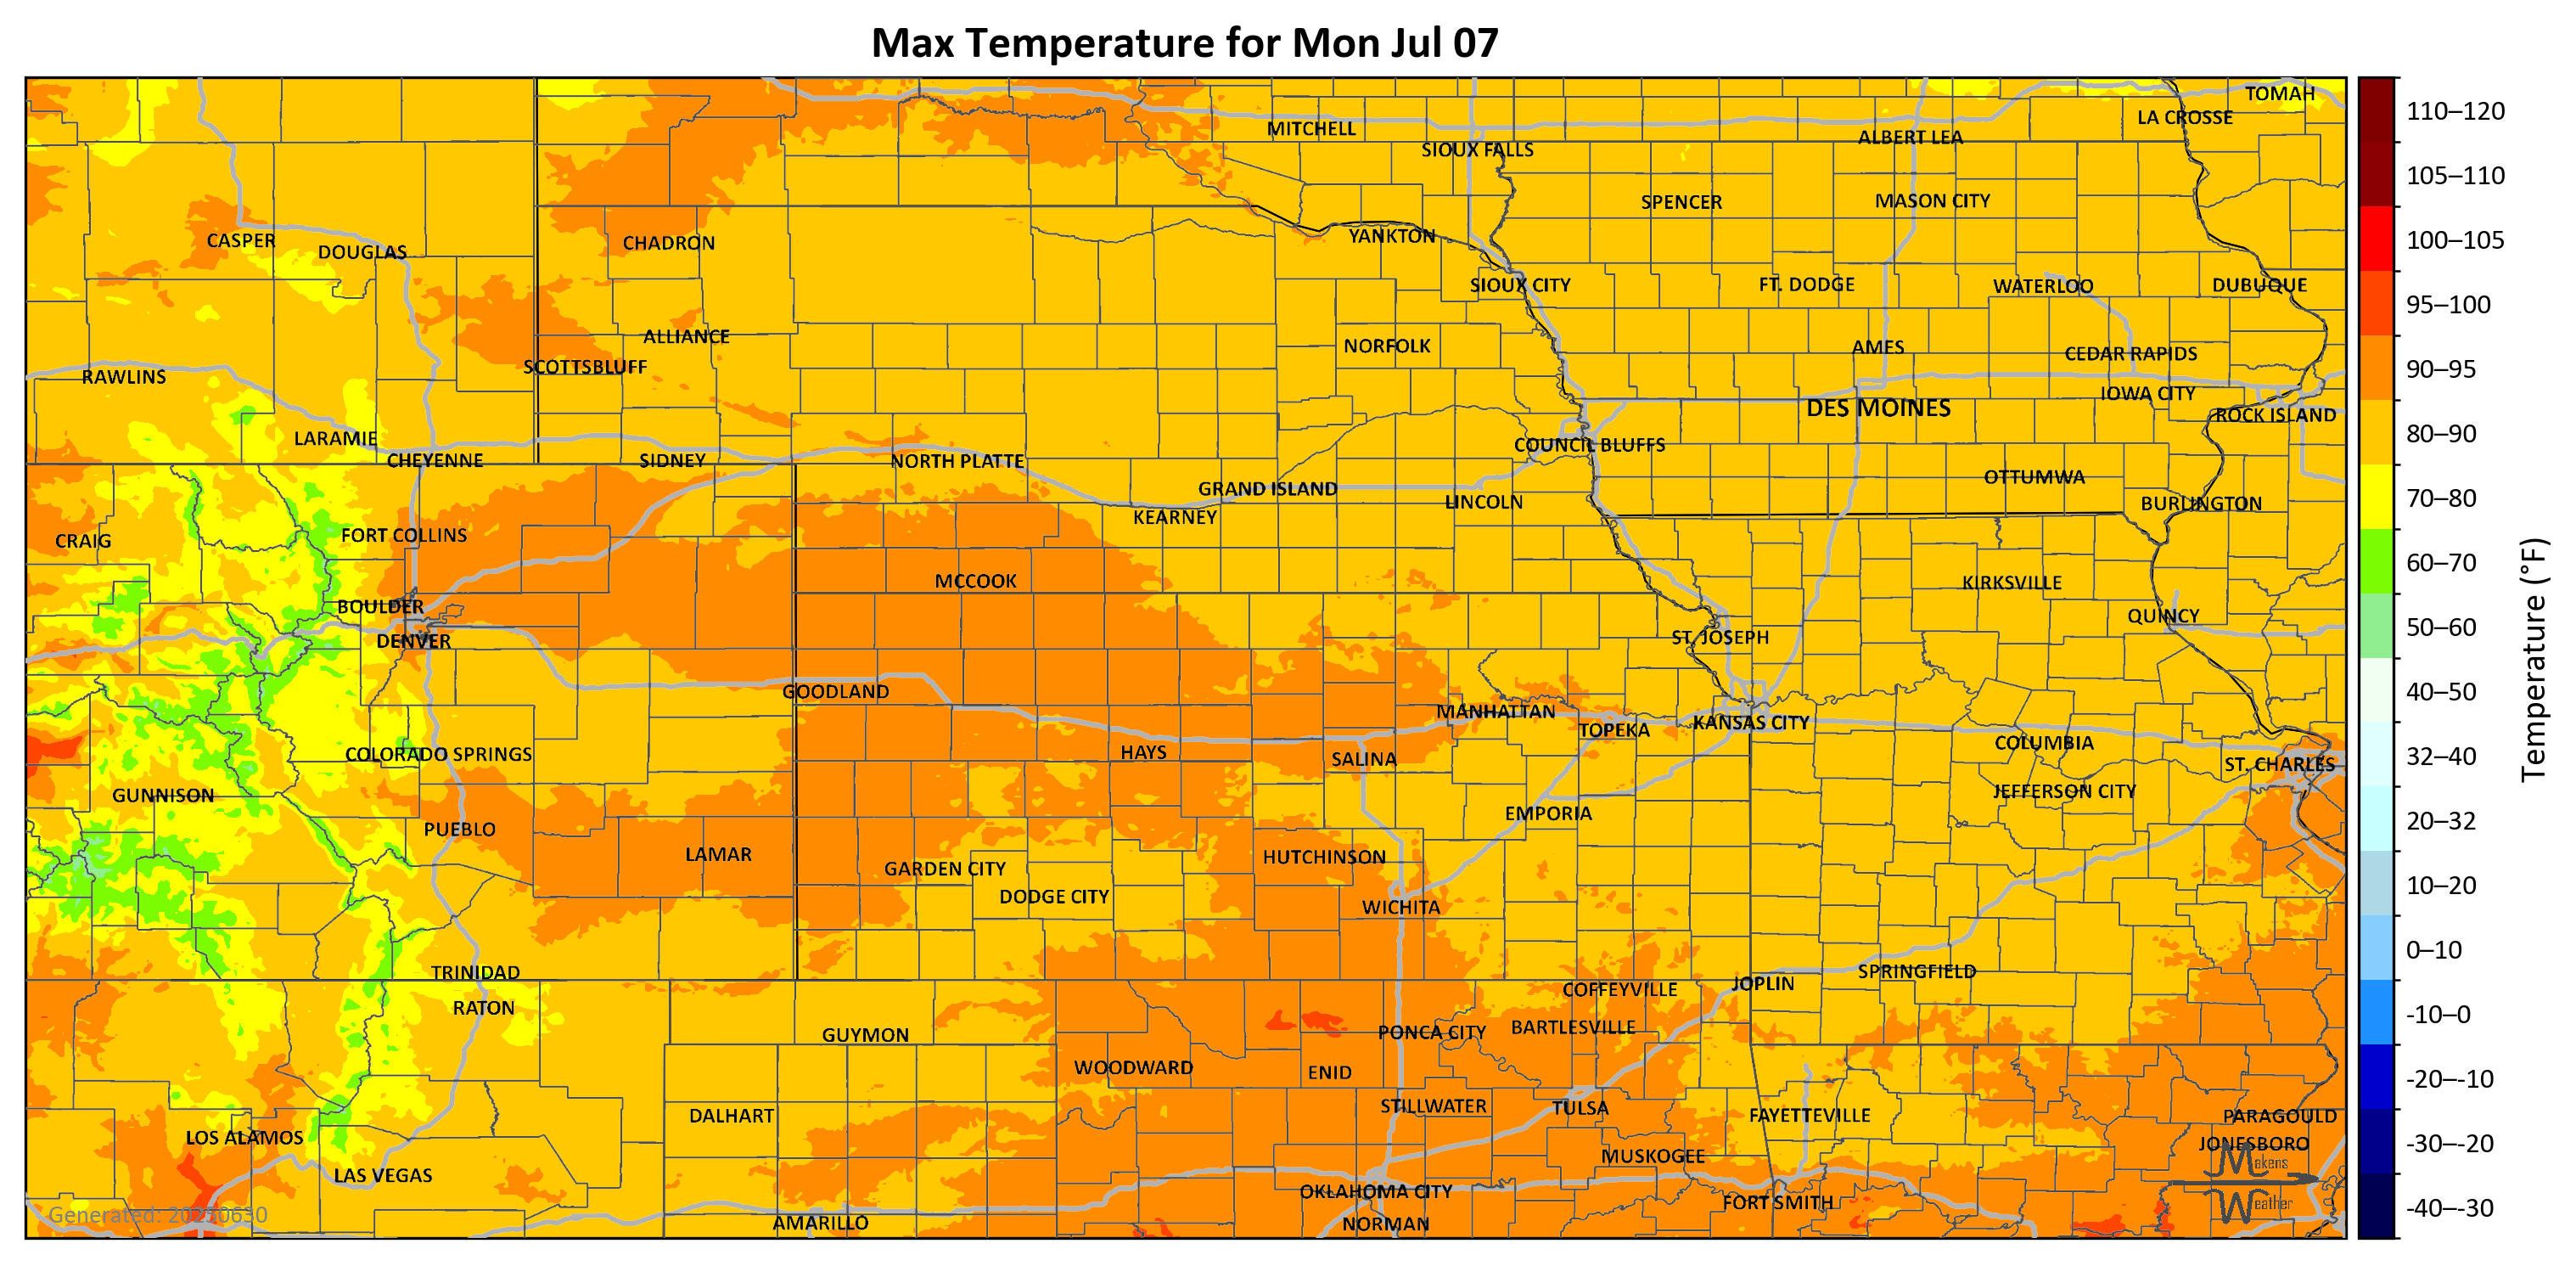 Max Temperature for Mon Jul 07
TOMAH
LA CROSSE
MITCHELL
ALBERT LEA
SIOUX FALLS
SPENCER
MASON CITY
CASPER
DOUGLAS
CHADRON
YANKTON
SIOUX CITY
FT. DODGE
WATERLOO
DUBUQUE
ALLIANCE
NORFOLK
AMES
CEDAR RAPIDS
SCOTTSBLUFF
RAWLINS
IOWA CITY
DES MOINES
ROCK ISLAND
LARAMIE
COUNCIL BLUFFS
CHEYENNE
SIDNEY
NORTH PLATTE
OTTUMWA
GRAND ISLAND
LINCOLN
BURLINGTON
KEARNEY
CRAIG
FORT COLLINS
MCCOOK
KIRKSVILLE
BOULDER
QUINCY
DENVER
ST. JOSEPH
GOODLAND
MANHATTAN
TOPEKA
KANSAS CITY
COLUMBIA
COLORADO SPRINGS
HAYS
SALINA
ST. CHARLES
GUNNISON
JEFFERSON CITY
EMPORIA
PUEBLO
LAMAR
HUTCHINSON
GARDEN CITY
DODGE CITY
WICHITA
TRINIDAD
SPRINGFIELD
JOPLIN
COFFEYVILLE
RATON
GUYMON
PONCA CITY
BARTLESVILLE
WOODWARD
ENID
STILLWATER
TULSA
DALHART
FAYETTEVILLE
PARAGOULD
LOS ALAMOS
JONESBORO
MUSKOGEE
LAS VEGAS
OKLAHOMA CITY
FORT SMITH
AMARILLO
NORMAN
Generated: 20250630
Makens
Weather
110–120
105–110
100–105
95–100
90–95
80–90
70–80
60–70
50–60
40–50
32–40
20–32
10–20
0–10
-10–0
-20–-10
-30–-20
-40–-30
Temperature (°F)